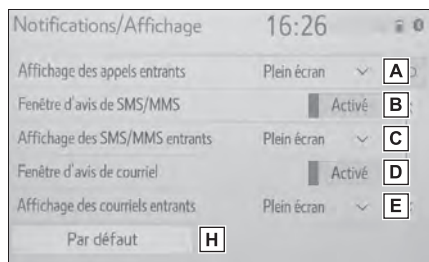 Notifications/Affichage 16:26 0
Affichage des appels entrants Plein écran A
Fenêtre d'avis de SMS/MMS Activé B
Affichage des SMS/MMS entrants Plein écran C
Fenêtre d'avis de courriel Activé D
Affichage des courriels entrants Plein écran E
Par défaut H